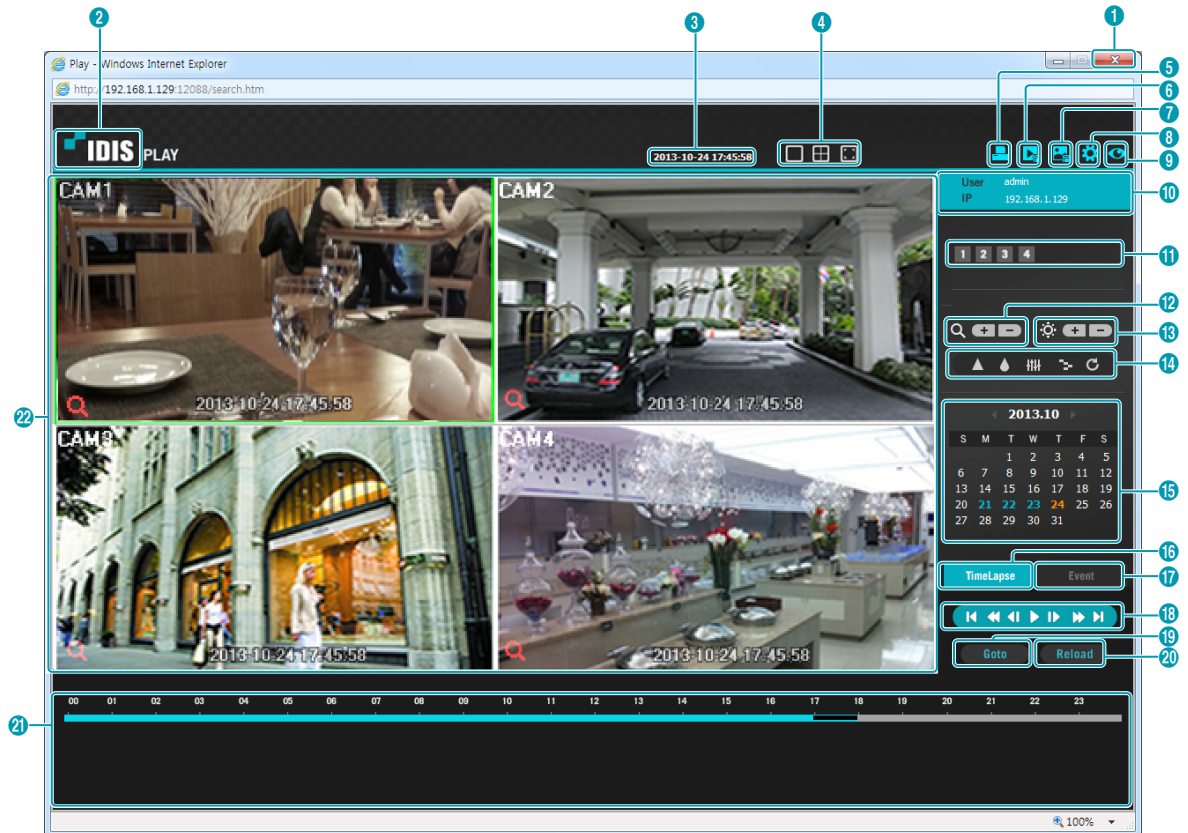 1
2
3
4
Play - Windows Internet Explorer
5
http://192.168.1.129:12088/search.htm
6
7
IDIS PLAY
2013-10-24 17:45:58
8
9
CAM1
CAM2
User admin
IP 192.168.1.129
10
1 2 3 4
11
12
13
14
2013-10-24 17:45:58
2013-10-24 17:45:58
22
2013.10
CAM3
CAM4
S M T W T F S
1 2 3 4 5
6 7 8 9 10 11 12
13 14 15 16 17 18 19
20 21 22 23 24 25 26
27 28 29 30 31
15
16
TimeLapse
Event
17
18
19
2013-10-24 17:45:58
2013-10-24 17:45:58
Goto
Reload
20
00 01 02 03 04 05 06 07 08 09 10 11 12 13 14 15 16 17 18 19 20 21 22 23
21
100%